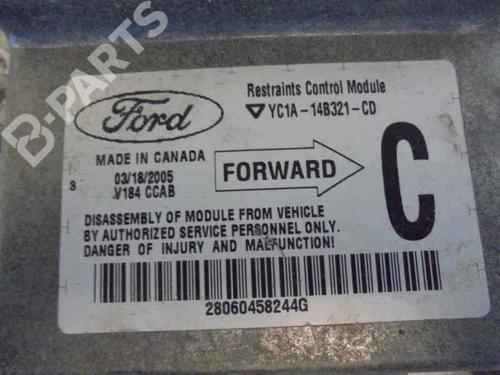 B-PARTS
Ford
Restraints Control Module
YC1A-14B321-CD
MADE IN CANADA
03/18/2005
V184 CCAB
3
FORWARD
C
DISASSEMBLY OF MODULE FROM VEHICLE
BY AUTHORIZED SERVICE PERSONNEL ONLY.
DANGER OF INJURY AND MALFUNCTION!
28060458244G